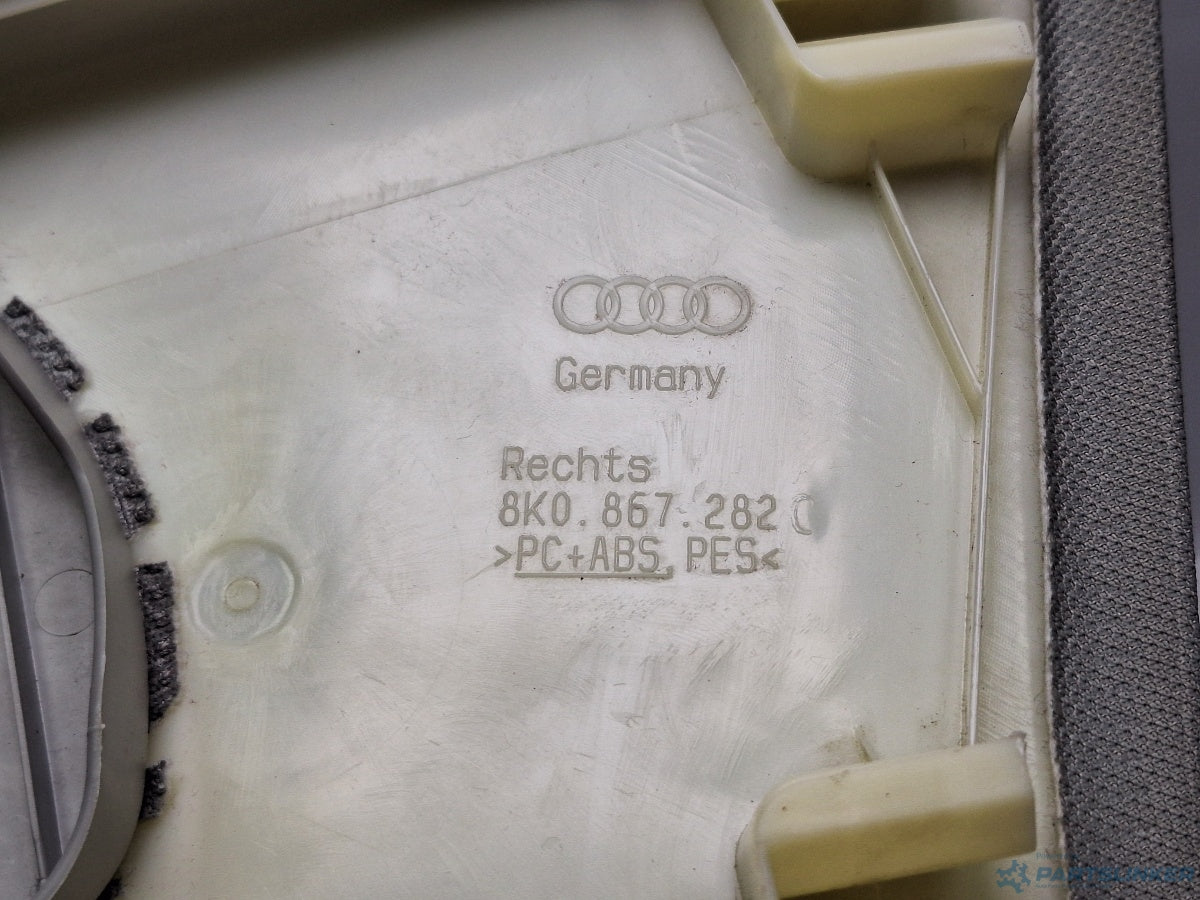 Germany
Rechts
8K0.867.282 C
>PC+ABS.PES<